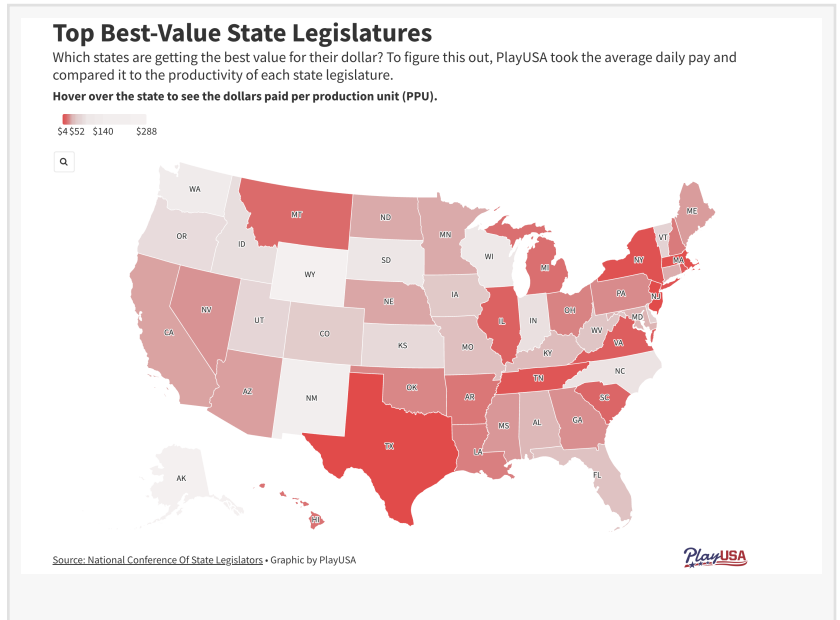 Top Best-Value State Legislatures
Which states are getting the best value for their dollar? To figure this out, PlayUSA took the average daily pay and
compared it to the productivity of each state legislature.
Hover over the state to see the dollars paid per production unit (PPU).
$4 $52 $140 $288
WA
MT
ND
ME
OR
ID
MN
VT
SD
WI
NY
MA
WY
MI
IA
PA
NJ
NE
NV
OH
UT
IL
IN
MD
CA
CO
WV
KS
MO
VA
KY
NC
TN
AZ
OK
NM
AR
SC
MS
AL
GA
TX
LA
FL
AK
HI
Source: National Conference Of State Legislators • Graphic by PlayUSA
PlayUSA